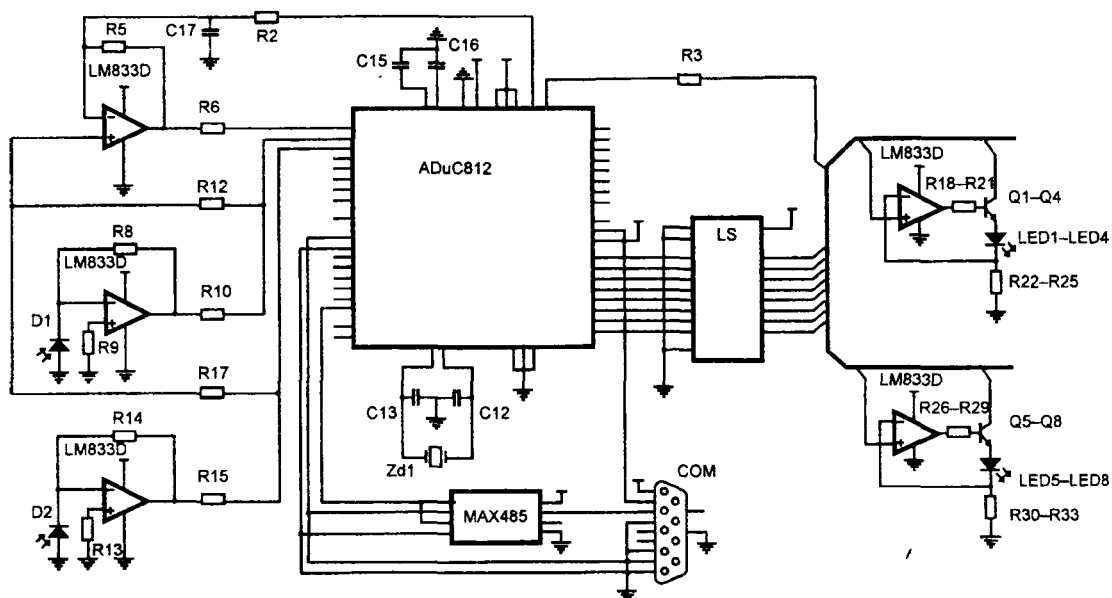 R5
C17
R2
LM833D
C15
C16
R3
R6
ADuC812
R12
R8
LM833D
D1
R9
R10
R17
R14
LM833D
D2
R13
R15
C13
C12
Zd1
MAX485
COM
LS
LM833D
R18–R21
Q1–Q4
LED1–LED4
R22–R25
LM833D
R26–R29
Q5–Q8
LED5–LED8
R30–R33